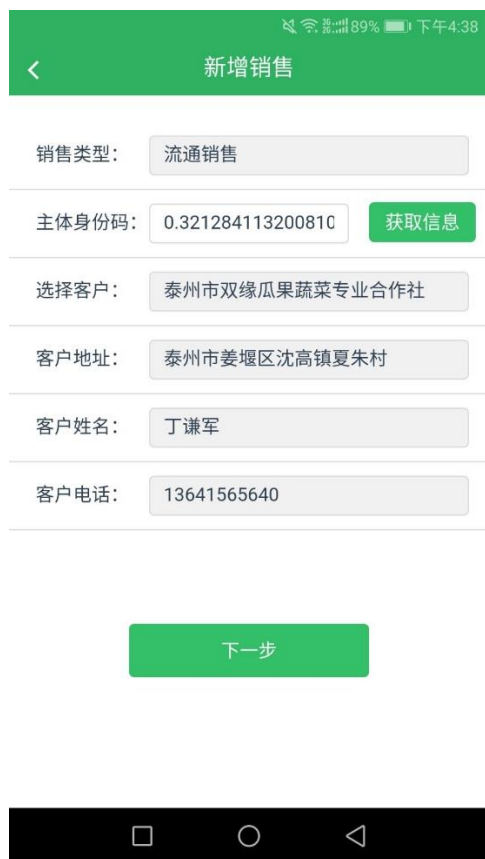 89% 下午4:38
新增销售
销售类型: 流通销售
主体身份码: 0.321284113200810 获取信息
选择客户: 泰州市双缘瓜果蔬菜专业合作社
客户地址: 泰州市姜堰区沈高镇夏朱村
客户姓名: 丁谦军
客户电话: 13641565640
下一步